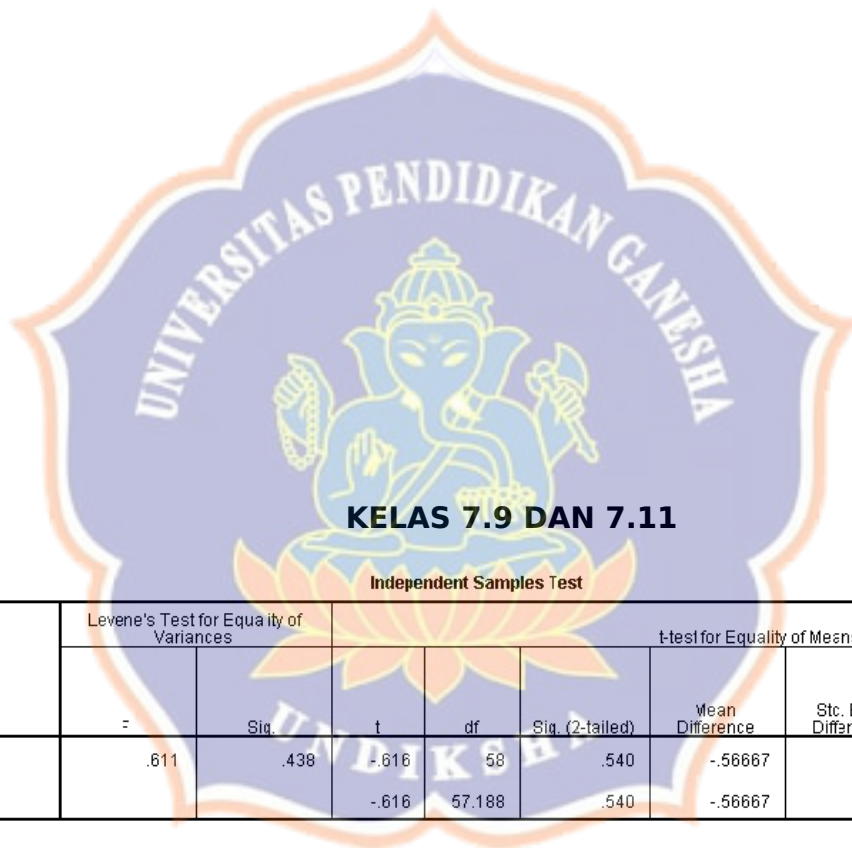 UNIVERSITAS PENDIDIKAN GANESHA
KELAS 7.9 DAN 7.11
Independent Samples Test
Levene's Test for Equality of Variances
t-test for Equality of Means
F Sig. t df Sig. (2-tailed) Mean Difference
.611 .438 -.616 58 .540 -.56667
-.616 57.188 .540 -.56667
UNDIKSHA